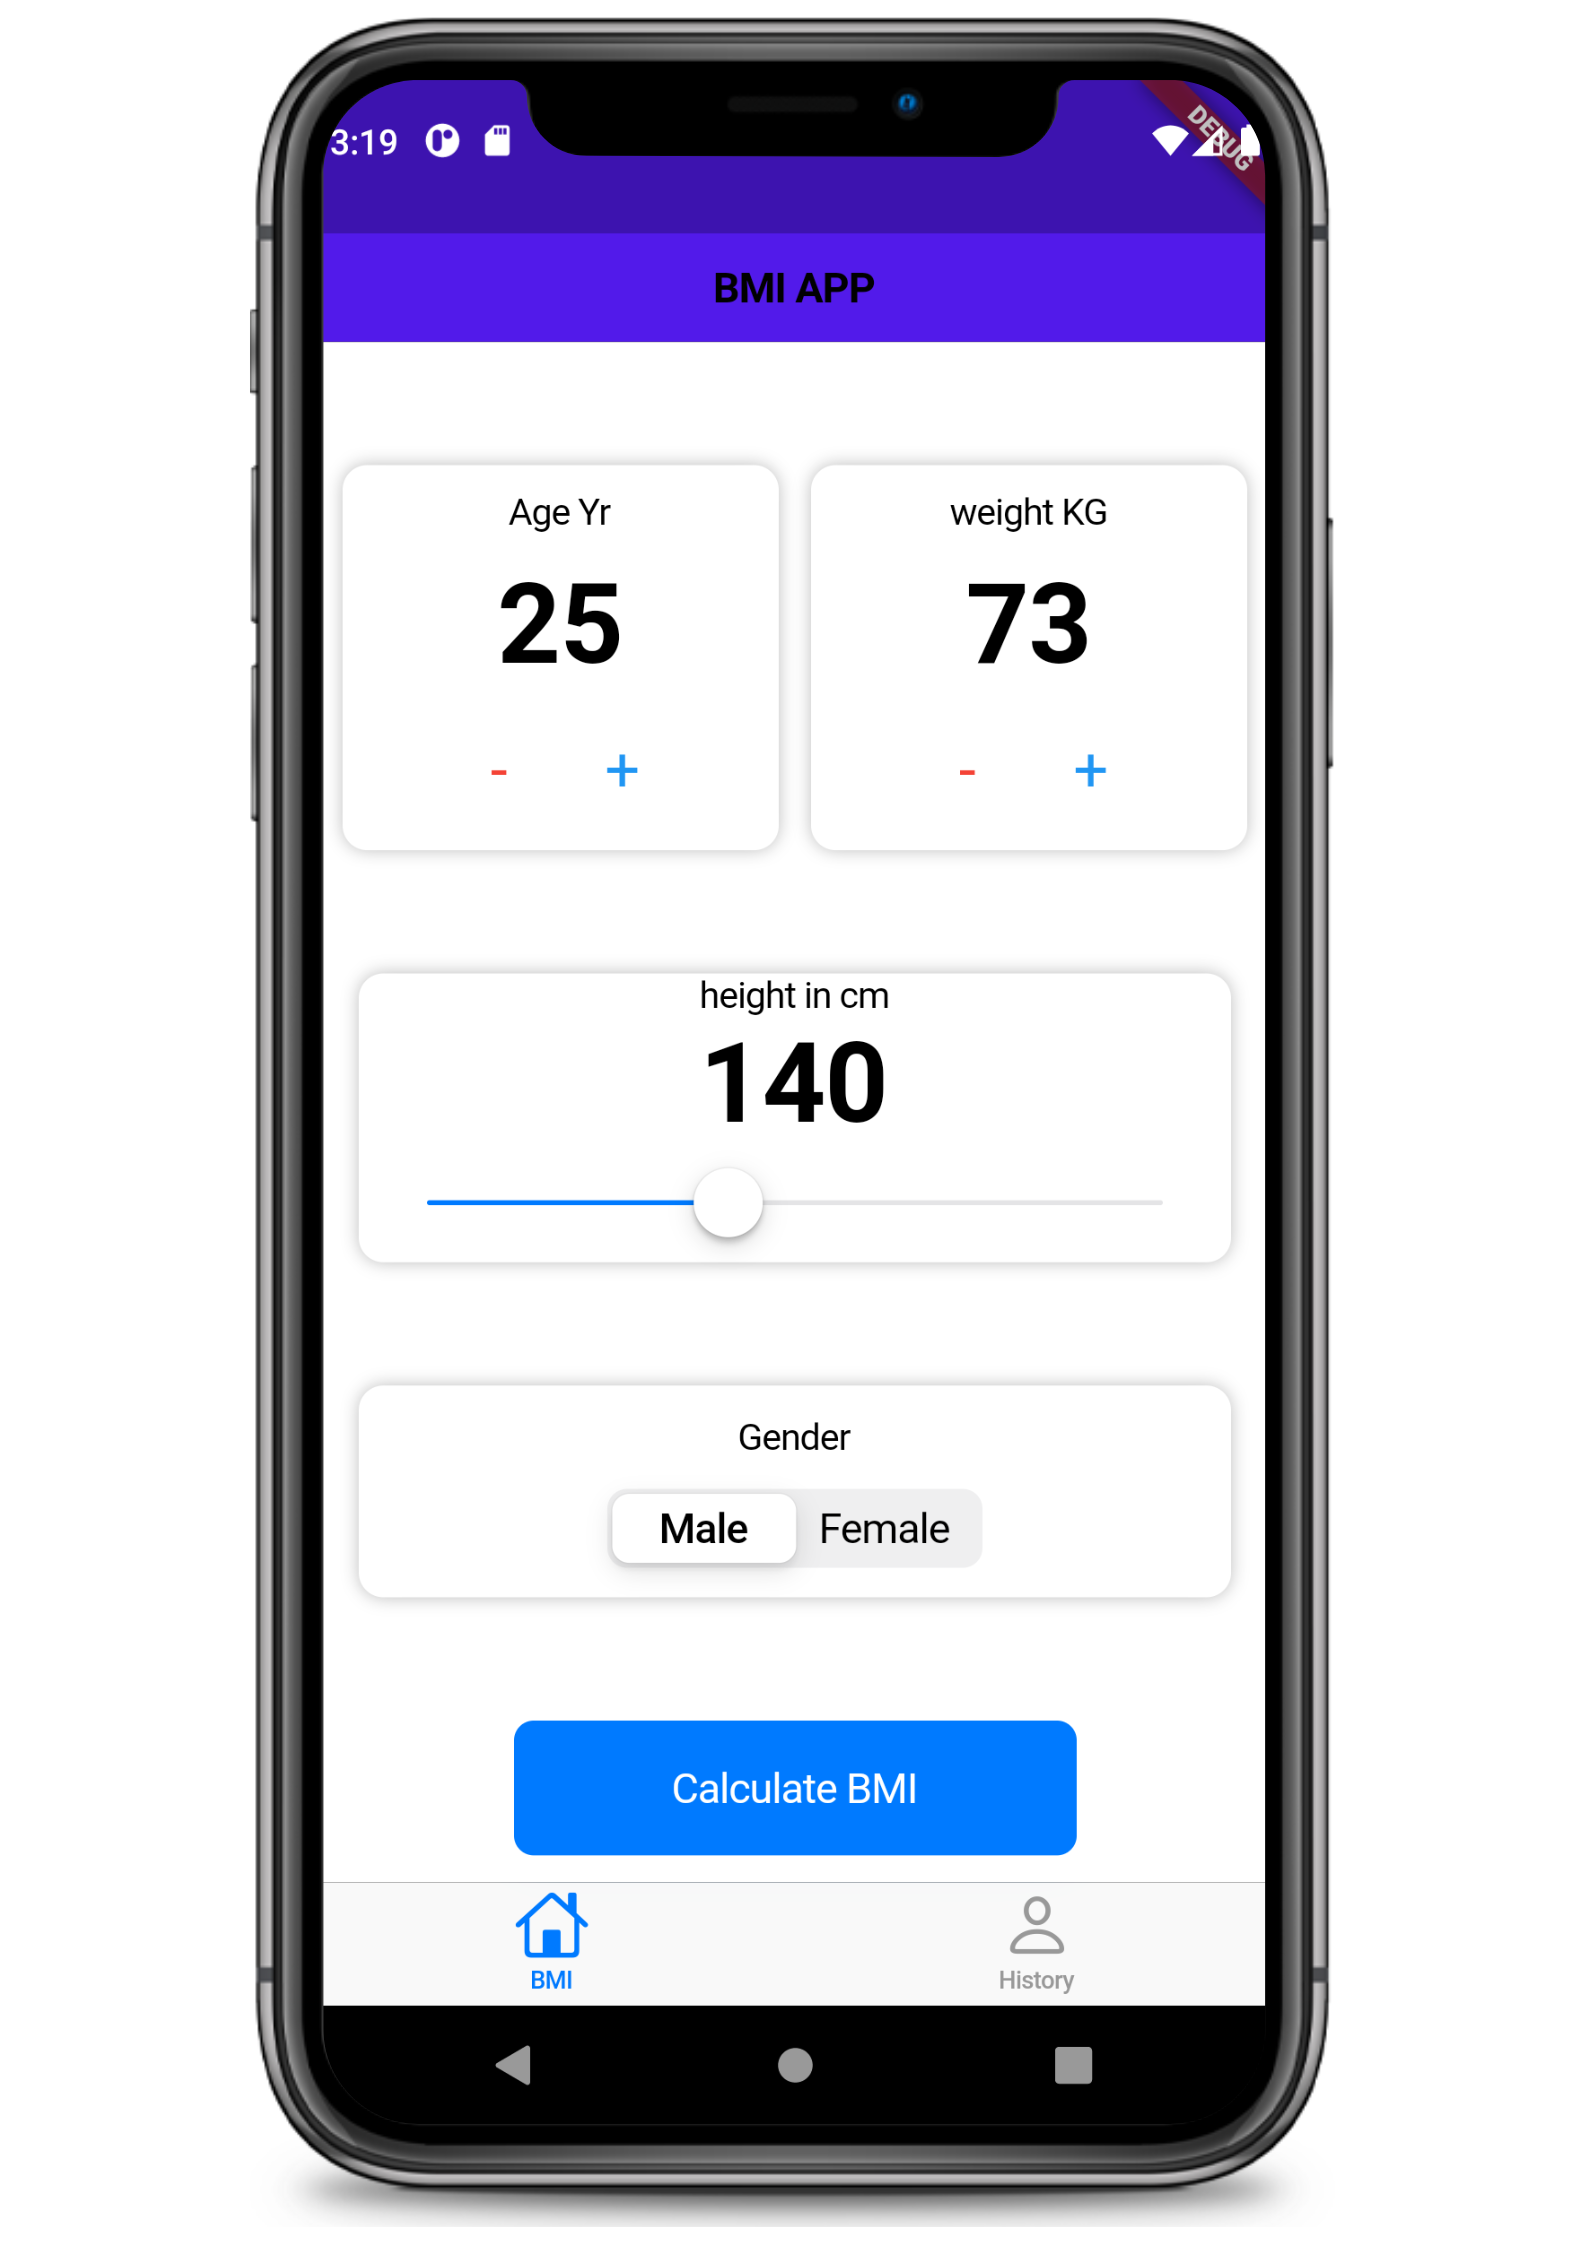 3:19
DEBUG
BMI APP
Age Yr
weight KG
25
73
- +
- +
height in cm
140
Gender
Male Female
Calculate BMI
BMI
History